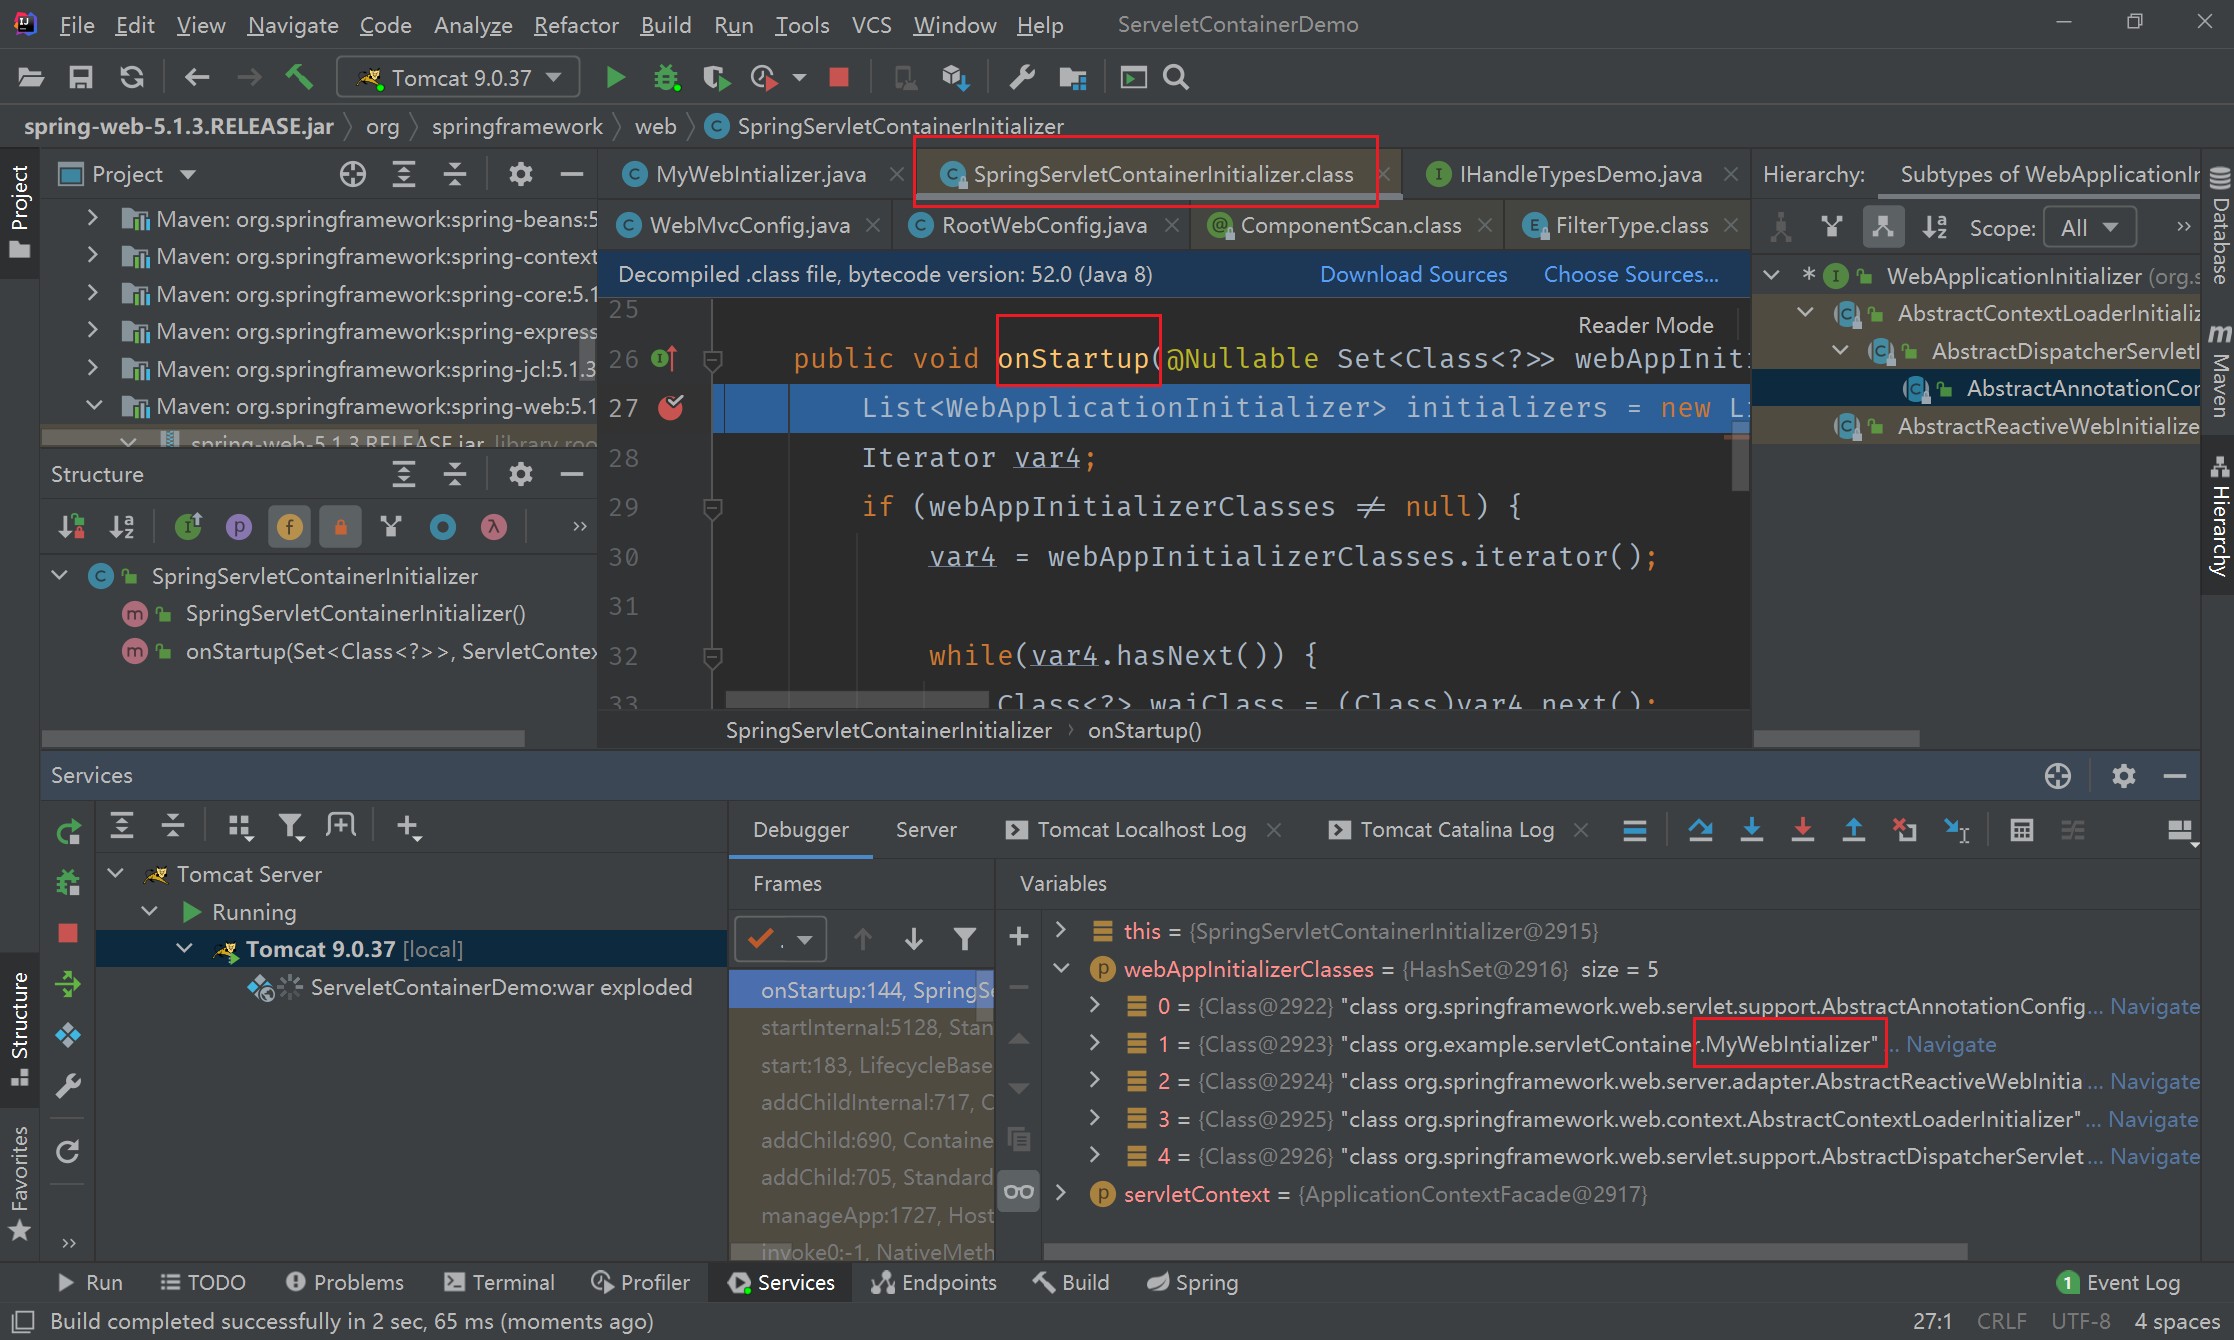 File Edit View Navigate Code Analyze Refactor Build Run Tools VCS Window Help ServeletContainerDemo
Tomcat 9.0.37
spring-web-5.1.3.RELEASE.jar org springframework web SpringServletContainerInitializer
Project
Project
MyWebIntializer.java SpringServletContainerInitializer.class IHandleTypesDemo.java
WebMvcConfig.java RootWebConfig.java ComponentScan.class FilterType.class
Maven: org.springframework:spring-beans:5
Maven: org.springframework:spring-context
Maven: org.springframework:spring-core:5.1
Maven: org.springframework:spring-express
Maven: org.springframework:spring-jcl:5.1.3
Maven: org.springframework:spring-web:5.1
spring-web-5.1.3.RELEASE.jar library roo
Decompiled .class file, bytecode version: 52.0 (Java 8) Download Sources Choose Sources...
Reader Mode
25
26 public void onStartup(@Nullable Set<Class<?>> webAppIniti
27 List<WebApplicationInitializer> initializers = new Li
28 Iterator var4;
29 if (webAppInitializerClasses ≠ null) {
30 var4 = webAppInitializerClasses.iterator();
31
32 while(var4.hasNext()) {
33 Class<?> waiClass = (Class)var4.next();
SpringServletContainerInitializer onStartup()
Hierarchy: Subtypes of WebApplicationIn
Scope: All
WebApplicationInitializer (org.s
AbstractContextLoaderInitializ
AbstractDispatcherServletI
AbstractAnnotationCon
AbstractReactiveWebInitialize
Database
Maven
Hierarchy
Structure
SpringServletContainerInitializer
SpringServletContainerInitializer()
onStartup(Set<Class<?>>, ServletContex
Services
Tomcat Server
Running
Tomcat 9.0.37 [local]
ServeletContainerDemo:war exploded
Debugger Server Tomcat Localhost Log Tomcat Catalina Log
Frames
onStartup:144, SpringSe
startInternal:5128, Stan
start:183, LifecycleBase
addChildInternal:717, C
addChild:690, Containe
addChild:705, Standard
manageApp:1727, Host
invoke0:-1, NativeMeth
Variables
this = {SpringServletContainerInitializer@2915}
webAppInitializerClasses = {HashSet@2916} size = 5
0 = {Class@2922} "class org.springframework.web.servlet.support.AbstractAnnotationConfig... Navigate
1 = {Class@2923} "class org.example.servletContainer.MyWebIntializer" ... Navigate
2 = {Class@2924} "class org.springframework.web.server.adapter.AbstractReactiveWebInitia ... Navigate
3 = {Class@2925} "class org.springframework.web.context.AbstractContextLoaderInitializer" ... Navigate
4 = {Class@2926} "class org.springframework.web.servlet.support.AbstractDispatcherServlet... Navigate
servletContext = {ApplicationContextFacade@2917}
Structure
Favorites
Run TODO Problems Terminal Profiler Services Endpoints Build Spring 1 Event Log
Build completed successfully in 2 sec, 65 ms (moments ago) 27:1 CRLF UTF-8 4 spaces